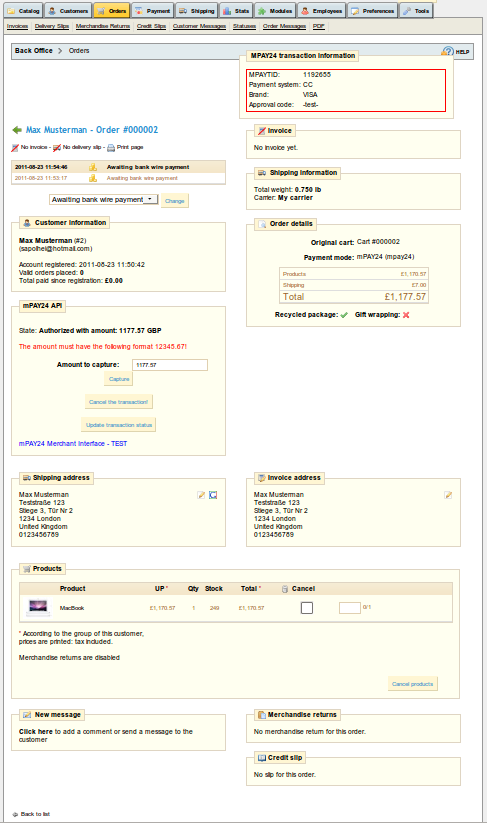 Catalog Customers Orders Payment Shipping Stats Modules Employees Preferences Tools
Invoices Delivery Slips Merchandise Returns Credit Slips Customer Messages Statuses Order Messages PDF
Back Office > Orders
HELP
MPAY24 transaction information
MPAYTID: 1192655
Payment system: CC
Brand: VISA
Approval code: -test-
Max Musterman - Order #000002
No invoice - No delivery slip - Print page
2011-08-23 11:54:46 Awaiting bank wire payment
2011-08-23 11:53:17 Awaiting bank wire payment
Awaiting bank wire payment Change
Customer information
Max Musterman (#2)
(sapolhei@hotmail.com)
Account registered: 2011-08-23 11:50:42
Valid orders placed: 0
Total paid since registration: £0.00
mPAY24 API
State: Authorized with amount: 1177.57 GBP
The amount must have the following format 12345.67!
Amount to capture: 1177.57
Capture
Cancel the transaction!
Update transaction status
mPAY24 Merchant Interface - TEST
Invoice
No invoice yet.
Shipping information
Total weight: 0.750 lb
Carrier: My carrier
Order details
Original cart: Cart #000002
Payment mode: mPAY24 (mpay24)
Products £1,170.57
Shipping £7.00
Total £1,177.57
Recycled package: Gift wrapping:
Shipping address
Max Musterman
Teststraße 123
Stiege 3, Tür Nr 2
1234 London
United Kingdom
0123456789
Invoice address
Max Musterman
Teststraße 123
Stiege 3, Tür Nr 2
1234 London
United Kingdom
0123456789
Products
Product UP * Qty Stock Total * Cancel
MacBook £1,170.57 1 249 £1,170.57 0/1
* According to the group of this customer,
prices are printed: tax included.
Merchandise returns are disabled
Cancel products
New message
Click here to add a comment or send a message to the
customer
Merchandise returns
No merchandise return for this order.
Credit slip
No slip for this order.
Back to list